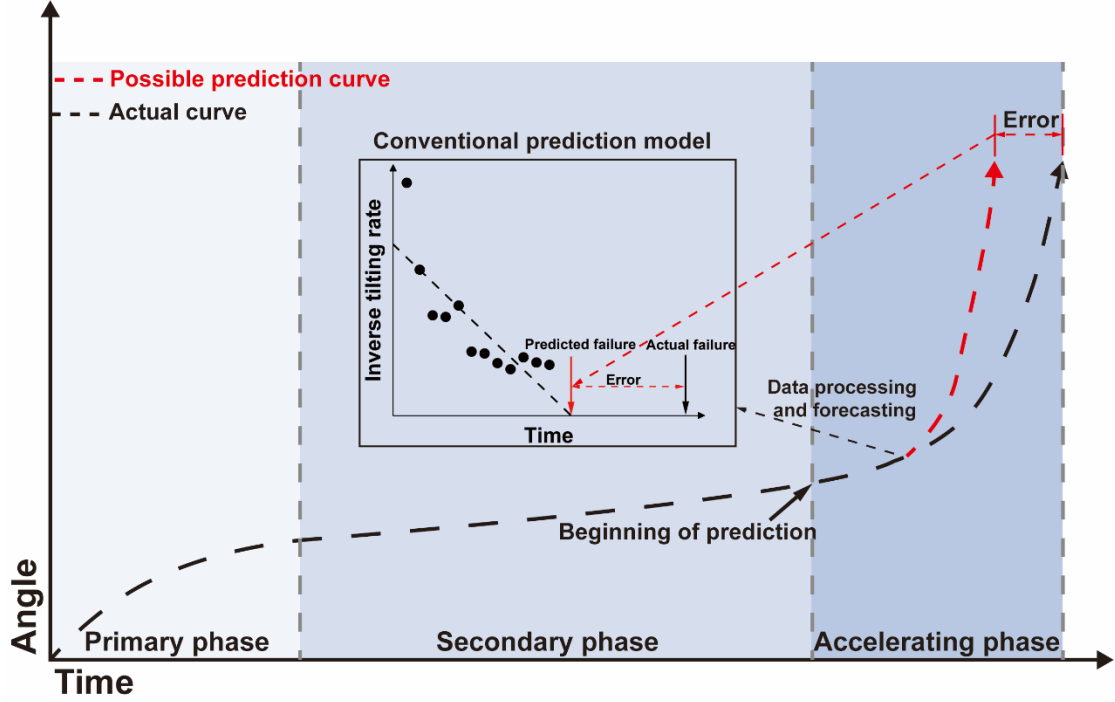 Possible prediction curve
Actual curve
Error
Conventional prediction model
Inverse tilting rate
Predicted failure
Actual failure
Error
Time
Data processing
and forecasting
Beginning of prediction
Angle
Primary phase
Secondary phase
Accelerating phase
Time